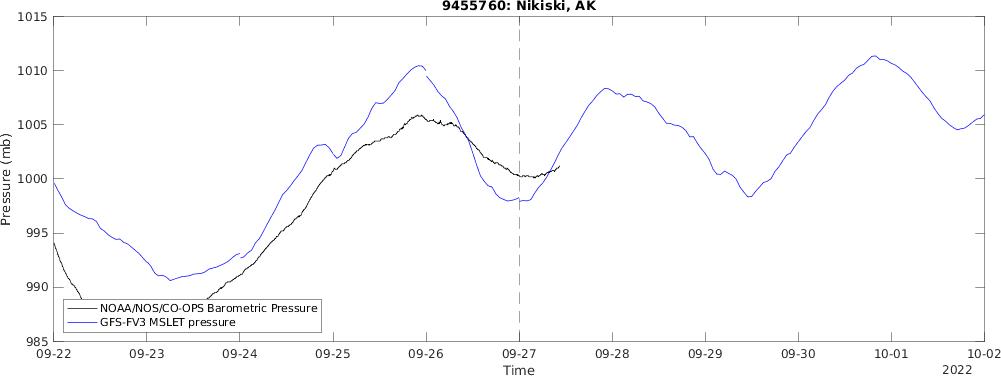 9455760: Nikiski, AK
Pressure (mb)
1015
1010
1005
1000
995
990
985
NOAA/NOS/CO-OPS Barometric Pressure
GFS-FV3 MSLET pressure
09-22 09-23 09-24 09-25 09-26 09-27 09-28 09-29 09-30 10-01 10-02
Time
2022